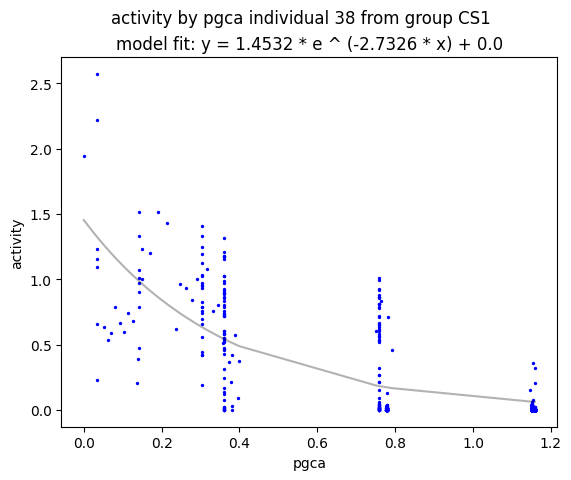 activity by pgca individual 38 from group CS1
model fit: y = 1.4532 * e ^ (-2.7326 * x) + 0.0
activity
2.5
2.0
1.5
1.0
0.5
0.0
0.0 0.2 0.4 0.6 0.8 1.0 1.2
pgca